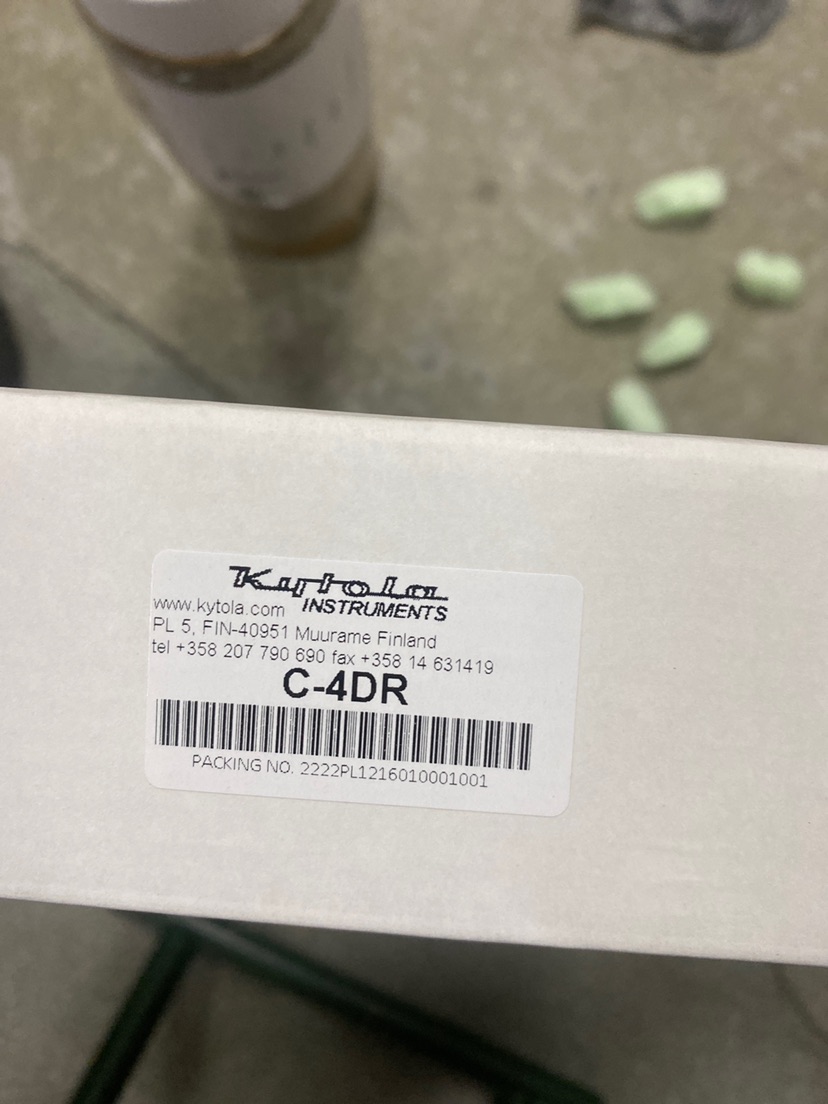 Kytola
www.kytola.com INSTRUMENTS
PL 5, FIN-40951 Muurame Finland
tel +358 207 790 690 fax +358 14 631419
C-4DR
PACKING NO. 2222PL1216010001001